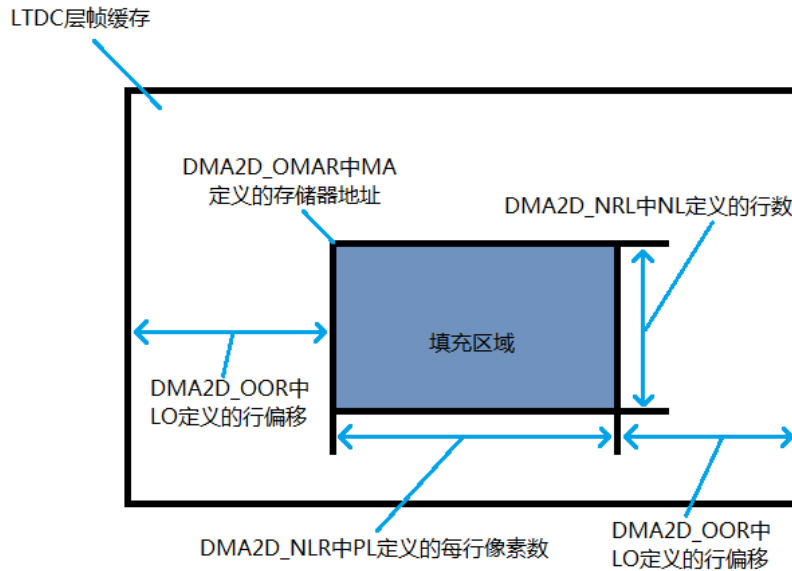 LTDC层帧缓存
DMA2D_OMAR中MA
定义的存储器地址
DMA2D_NRL中NL定义的行数
填充区域
DMA2D_OOR中
LO定义的行偏移
DMA2D_NLR中PL定义的每行像素数
DMA2D_OOR中
LO定义的行偏移